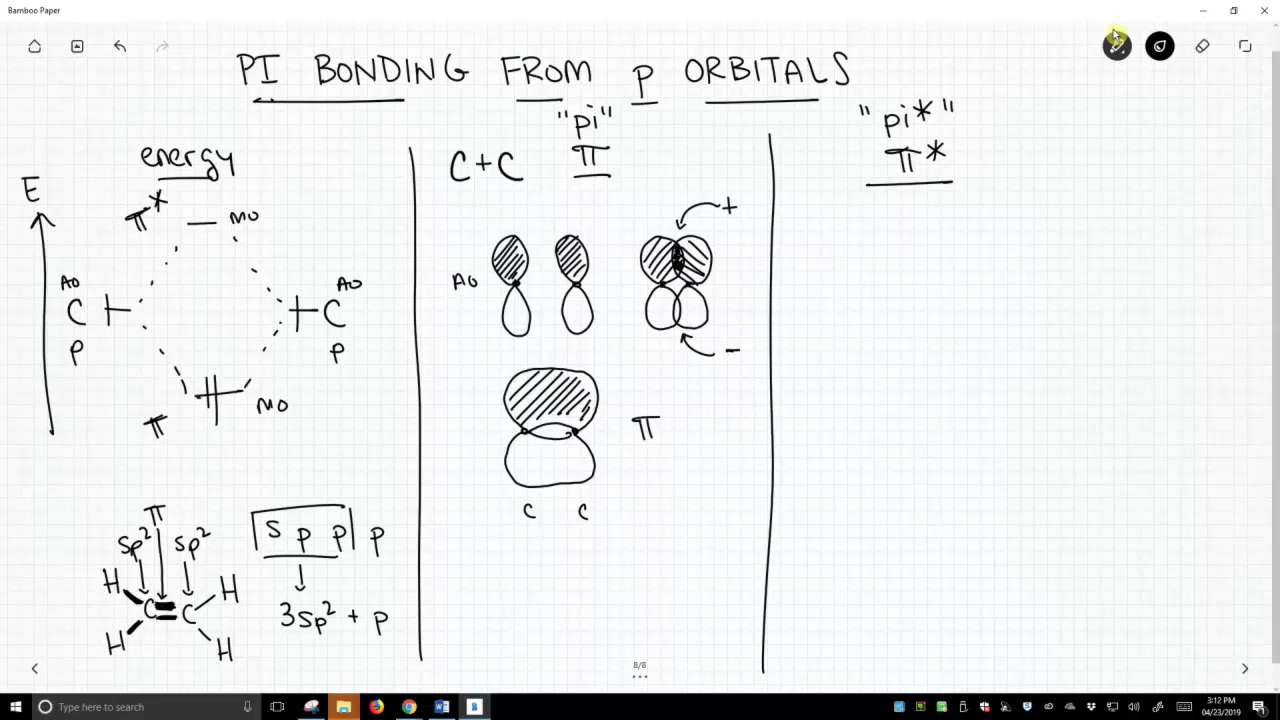 Bamboo Paper
PI BONDING FROM P ORBITALS
energy
E
π* MO
AO C P
AO C P
π MO
π
sp² sp²
H H
C = C
H H
S P P P
3sp² + P
"pi"
C + C π
AO
+
-
π
C C
"pi*"
π*
8/8
Type here to search
3:12 PM
04/23/2019